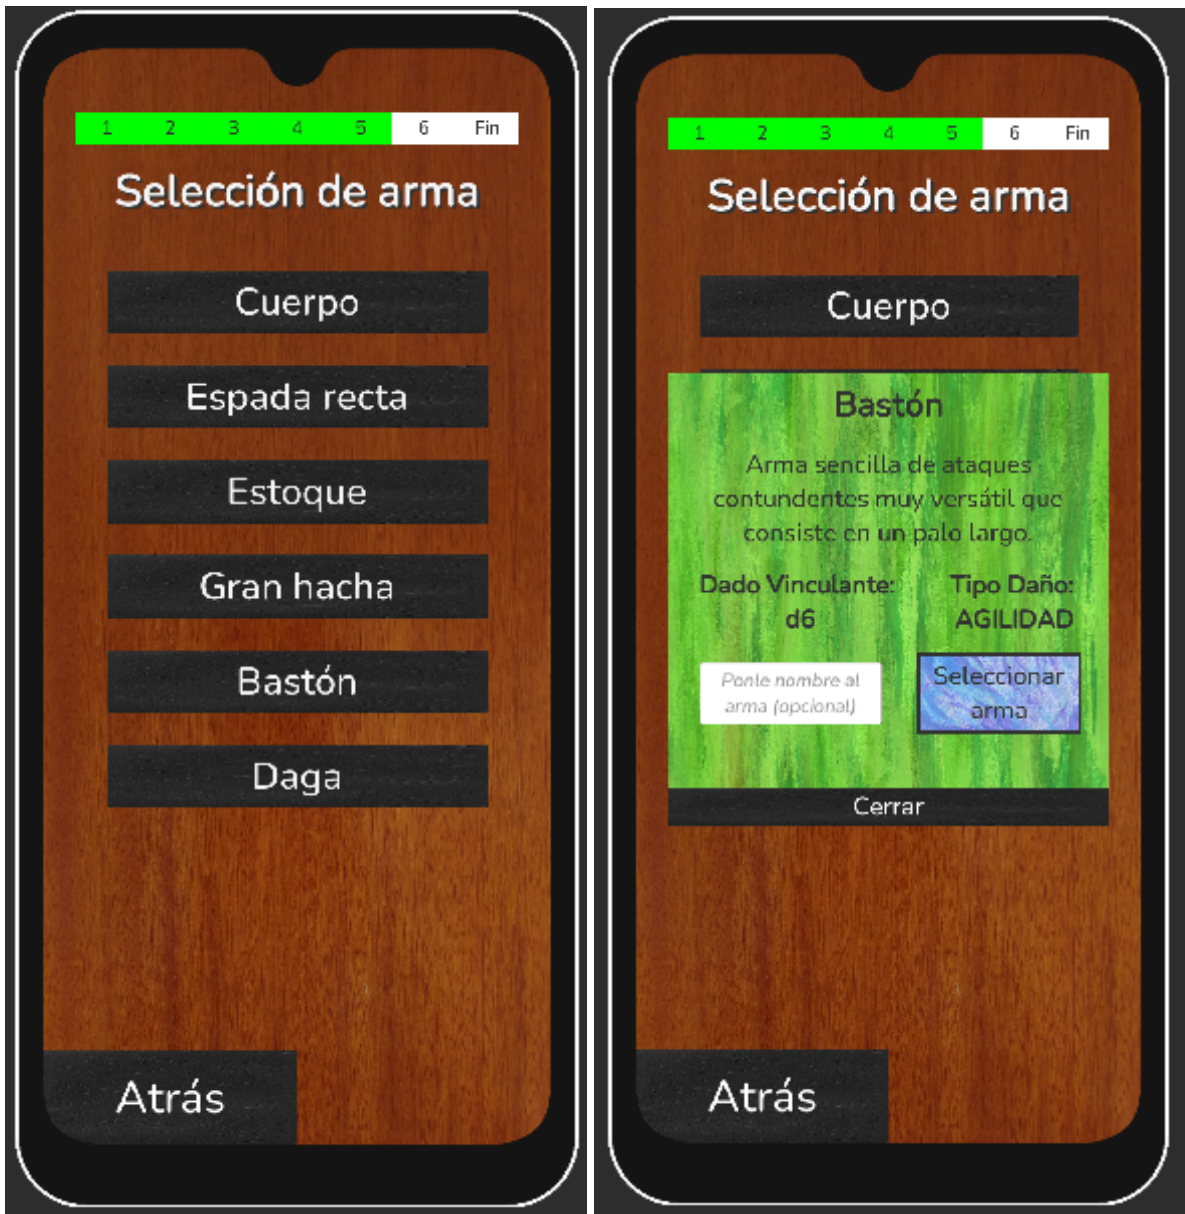 1 2 3 4 5 6 Fin
Selección de arma
Cuerpo
Espada recta
Estoque
Gran hacha
Bastón
Daga
Atrás
1 2 3 4 5 6 Fin
Selección de arma
Cuerpo
Bastón
Arma sencilla de ataques
contundentes muy versátil que
consiste en un palo largo.
Dado Vinculante: Tipo Daño:
d6 AGILIDAD
Ponle nombre al
arma (opcional)
Seleccionar
arma
Cerrar
Atrás